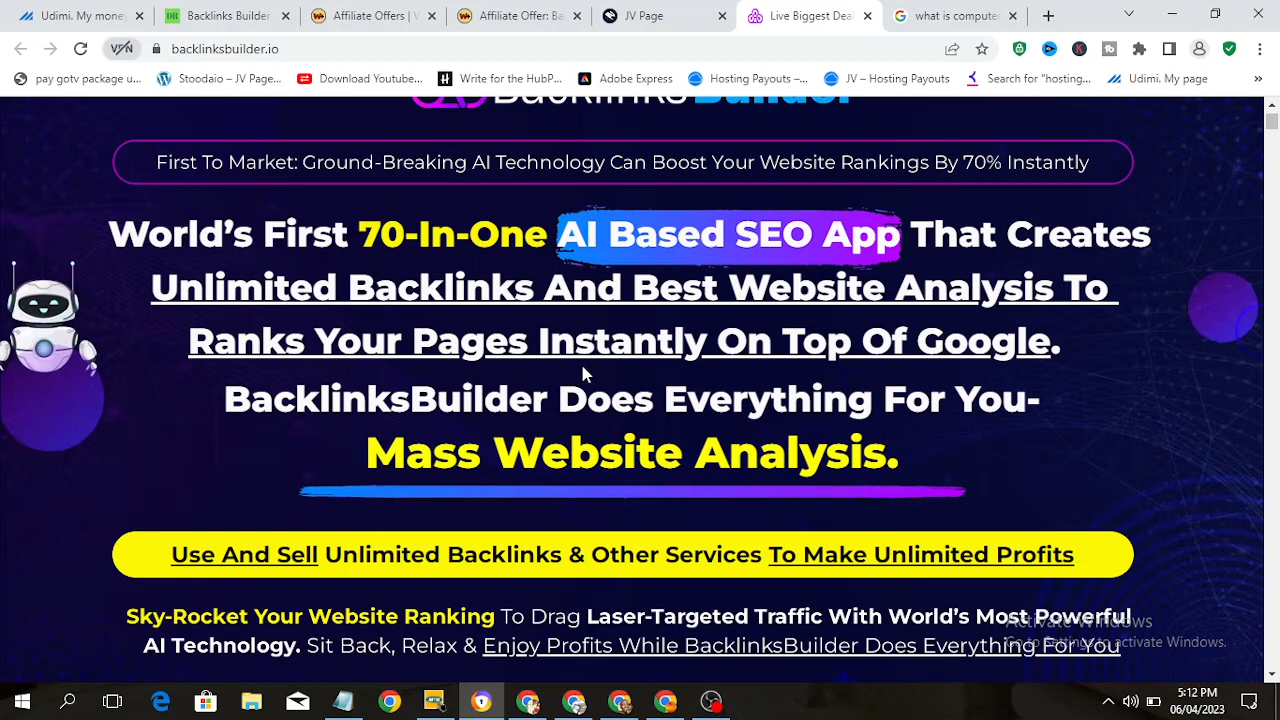 Udimi. My mone
Backlinks Builder
Affiliate Offers | W
Affiliate Offer: Ba
JV Page
Live Biggest Dea
what is compute
VPN
backlinksbuilder.io
pay gotv package u...
Stoodaio – JV Page...
Download Youtube...
Write for the HubP...
Adobe Express
Hosting Payouts –...
JV – Hosting Payouts
Search for "hosting...
Udimi. My page
BacklinksBuilder
First To Market: Ground-Breaking AI Technology Can Boost Your Website Rankings By 70% Instantly
World's First 70-In-One AI Based SEO App That Creates
Unlimited Backlinks And Best Website Analysis To
Ranks Your Pages Instantly On Top Of Google.
BacklinksBuilder Does Everything For You-
Mass Website Analysis.
Use And Sell Unlimited Backlinks & Other Services To Make Unlimited Profits
Sky-Rocket Your Website Ranking To Drag Laser-Targeted Traffic With World's Most Powerful
AI Technology. Sit Back, Relax & Enjoy Profits While BacklinksBuilder Does Everything For You
Activate Windows
Go to Settings to activate Windows.
5:12 PM
06/04/2023